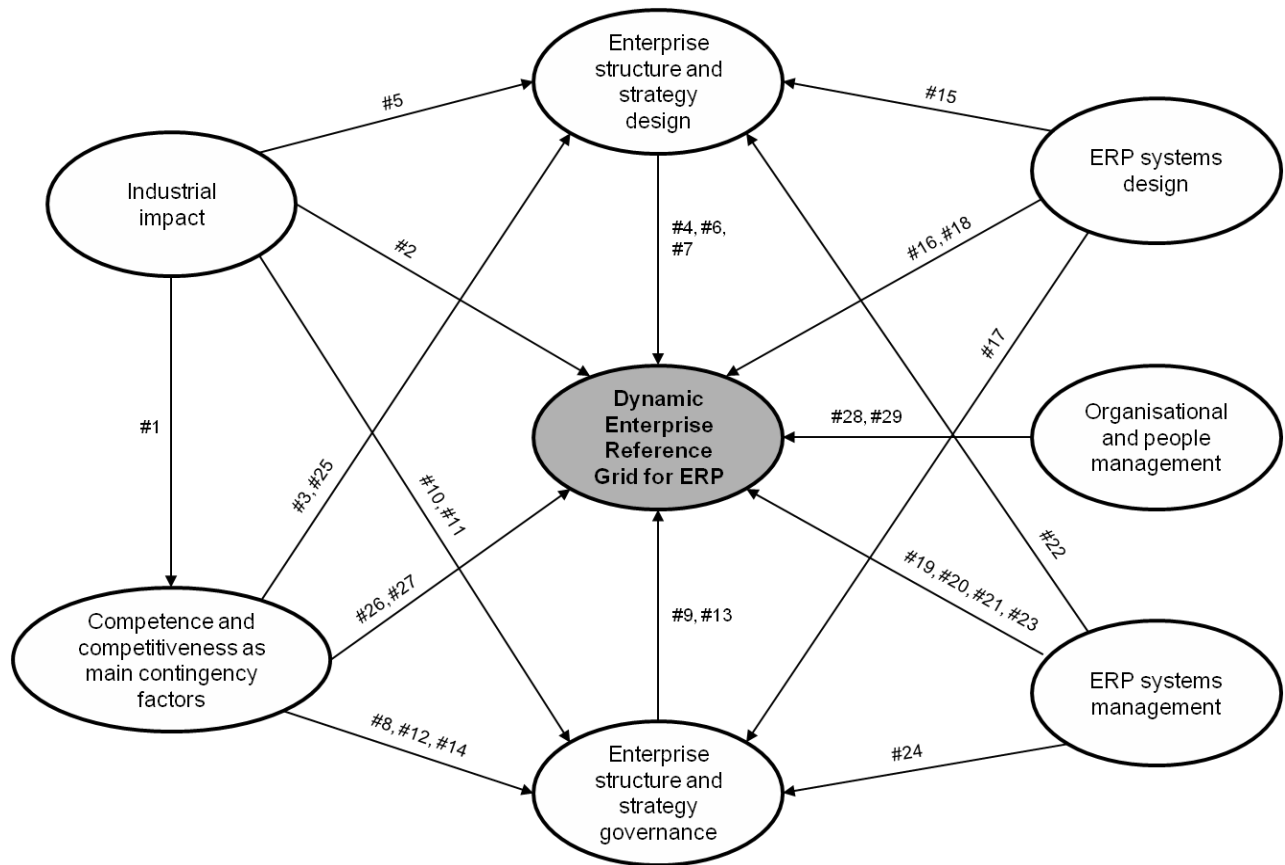 Enterprise
structure and
strategy
design
#5
#15
Industrial
impact
ERP systems
design
#2
#4, #6,
#7
#16, #18
#17
#1
Dynamic
Enterprise
Reference
Grid for ERP
#28, #29
Organisational
and people
management
#3, #25
#10, #11
#22
#26, #27
#9, #13
#19, #20, #21, #23
Competence and
competitiveness as
main contingency
factors
ERP systems
management
#8, #12, #14
#24
Enterprise
structure and
strategy
governance